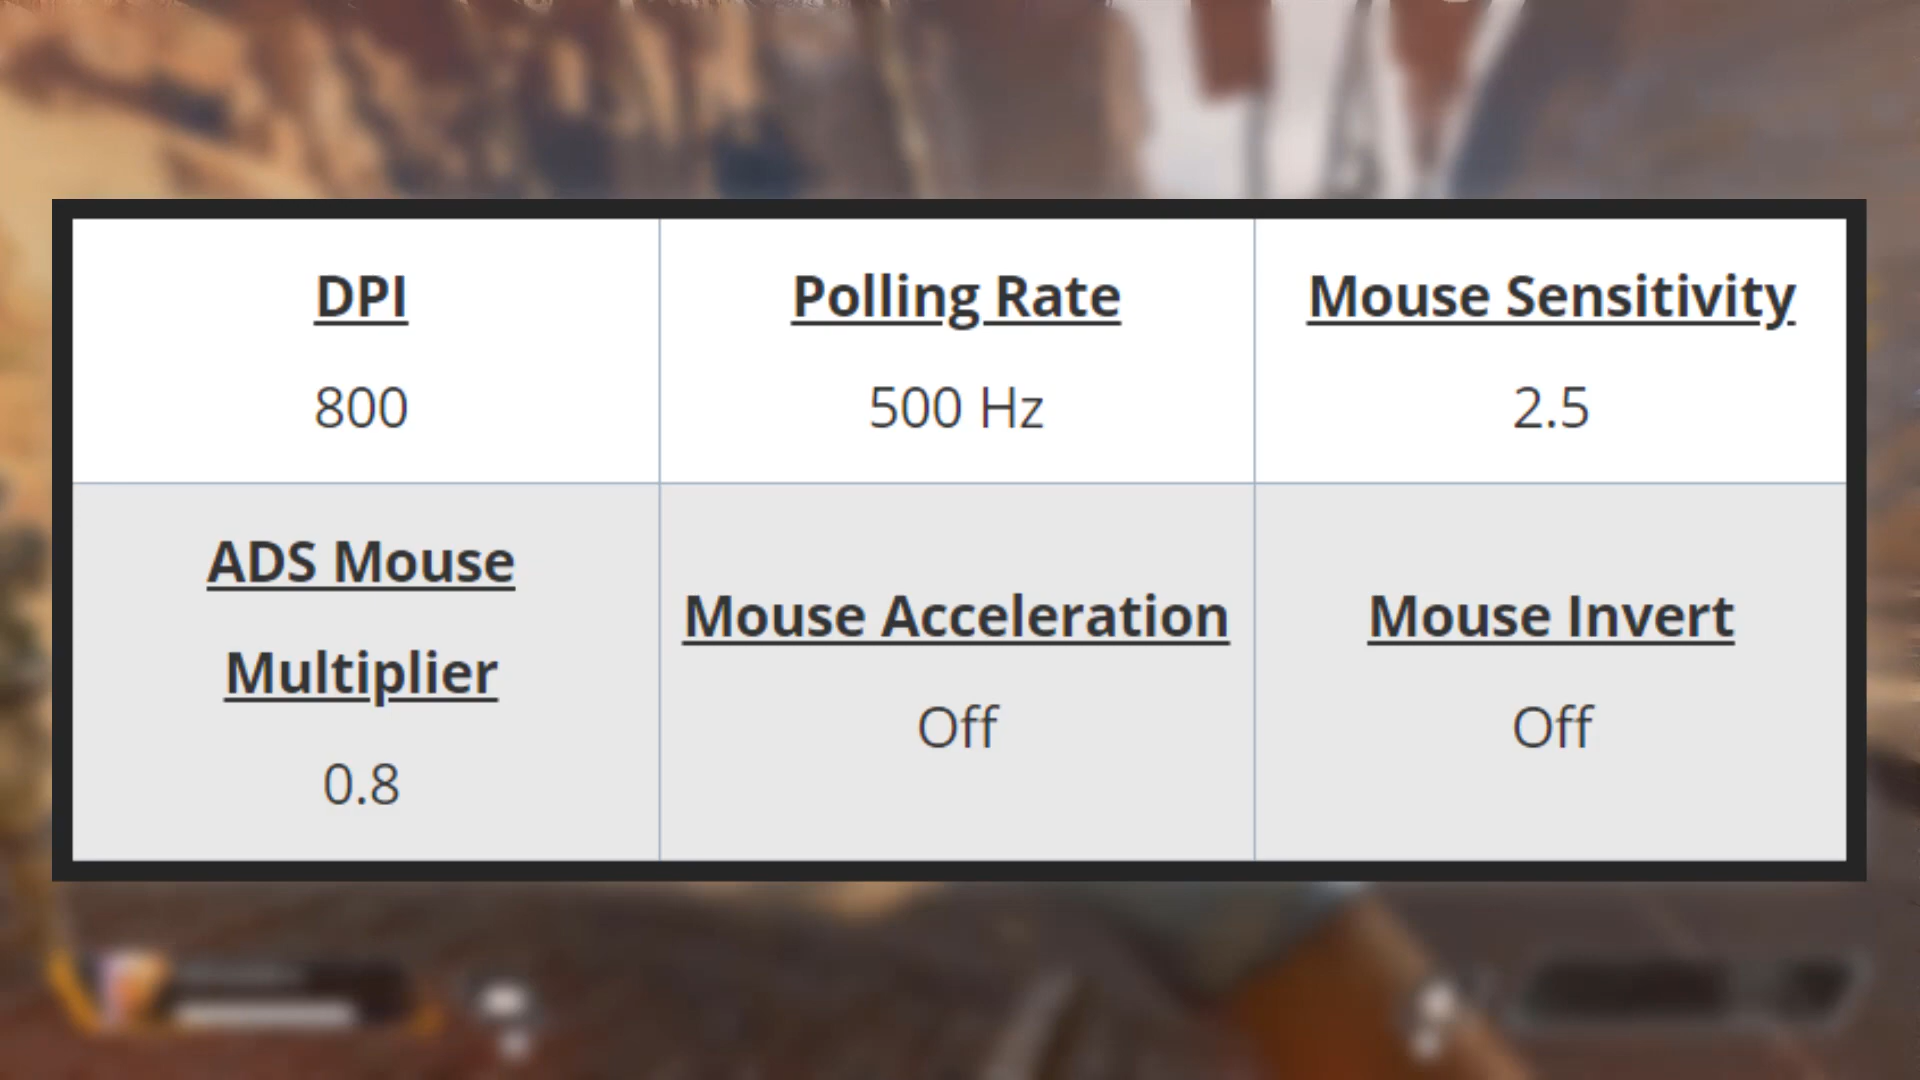 DPI
800
Polling Rate
500 Hz
Mouse Sensitivity
2.5
ADS Mouse
Multiplier
0.8
Mouse Acceleration
Off
Mouse Invert
Off